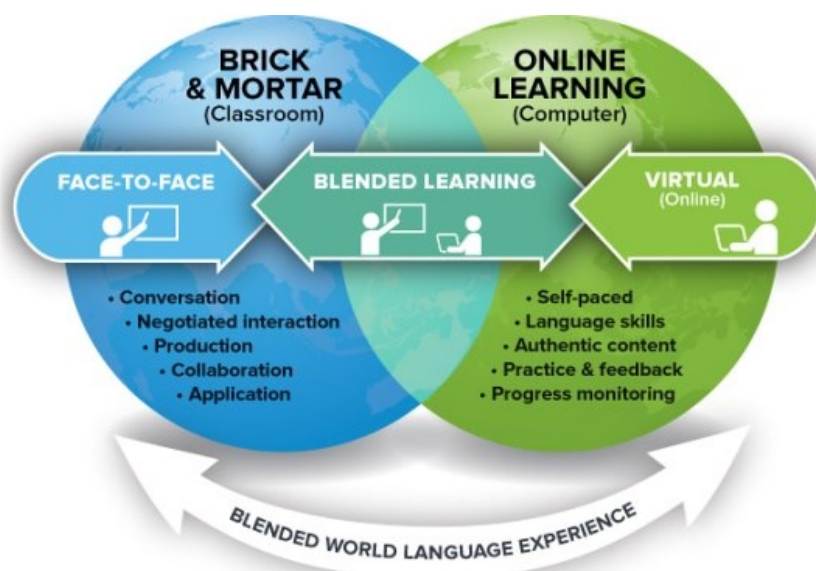 BRICK
& MORTAR
(Classroom)
ONLINE
LEARNING
(Computer)
FACE-TO-FACE
BLENDED LEARNING
VIRTUAL
(Online)
• Conversation
• Negotiated interaction
• Production
• Collaboration
• Application
• Self-paced
• Language skills
• Authentic content
• Practice & feedback
• Progress monitoring
BLENDED WORLD LANGUAGE EXPERIENCE